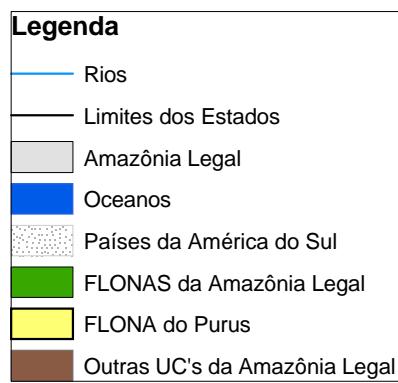 Legenda
Rios
Limites dos Estados
Amazônia Legal
Oceanos
Países da América do Sul
FLONAS da Amazônia Legal
FLONA do Purus
Outras UC's da Amazônia Legal